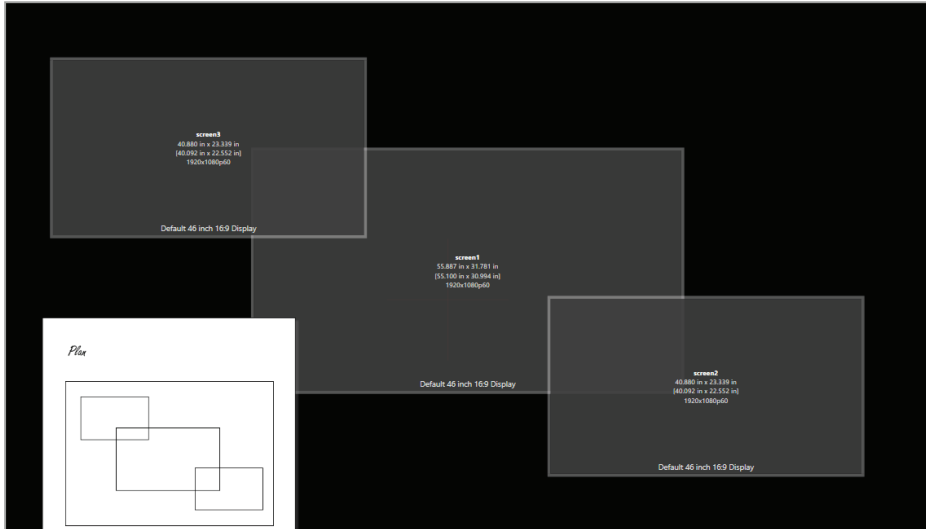 screen3
40.880 in x 23.339 in
[40.092 in x 22.552 in]
1920x1080p60
Default 46 inch 16:9 Display
screen1
55.887 in x 31.781 in
[55.100 in x 30.994 in]
1920x1080p60
Default 46 inch 16:9 Display
screen2
40.880 in x 23.339 in
[40.092 in x 22.552 in]
1920x1080p60
Default 46 inch 16:9 Display
Plan